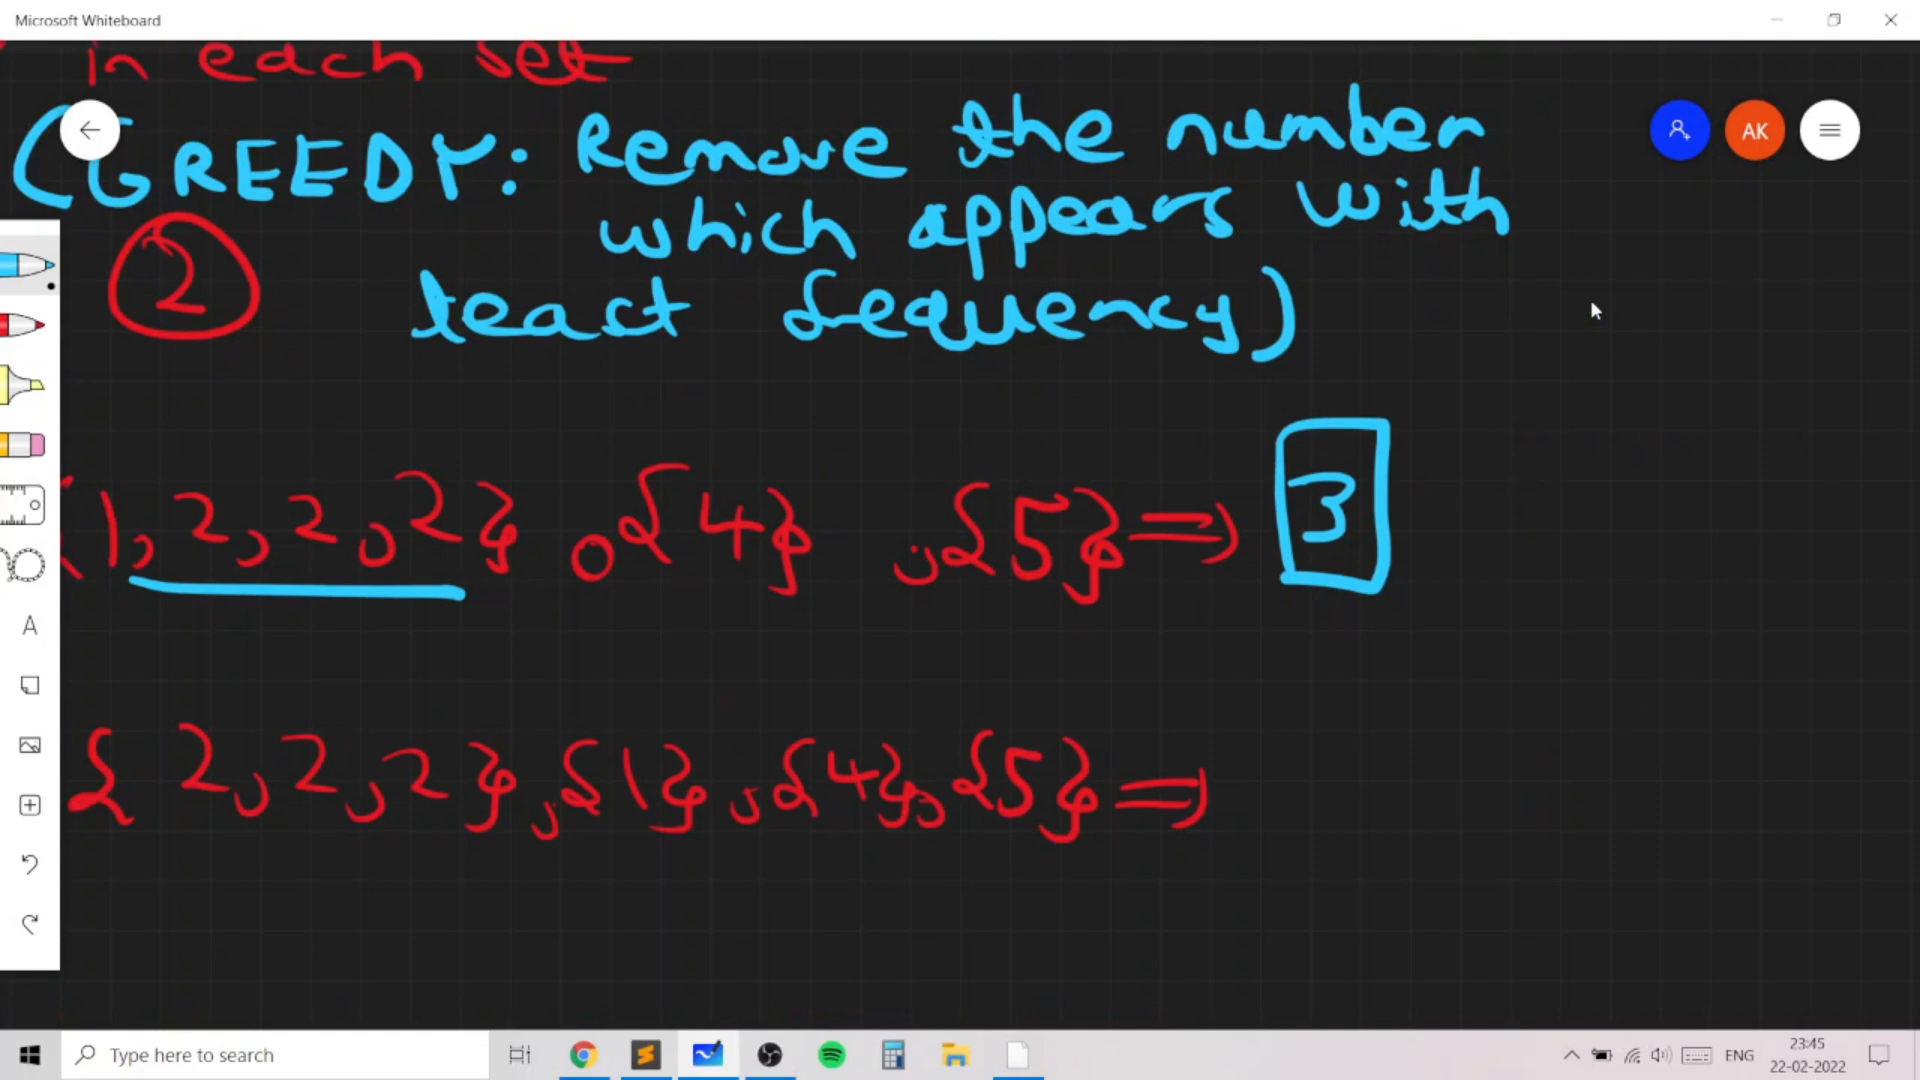 Microsoft Whiteboard
in each set
(GREEDY: Remove the number
which appears with
2 least frequency)
AK
{1, 2, 2, 2}, {4}, {5} ⇒ 3
{2, 2, 2}, {1}, {4}, {5} ⇒
A
Type here to search
ENG
23:45
22-02-2022